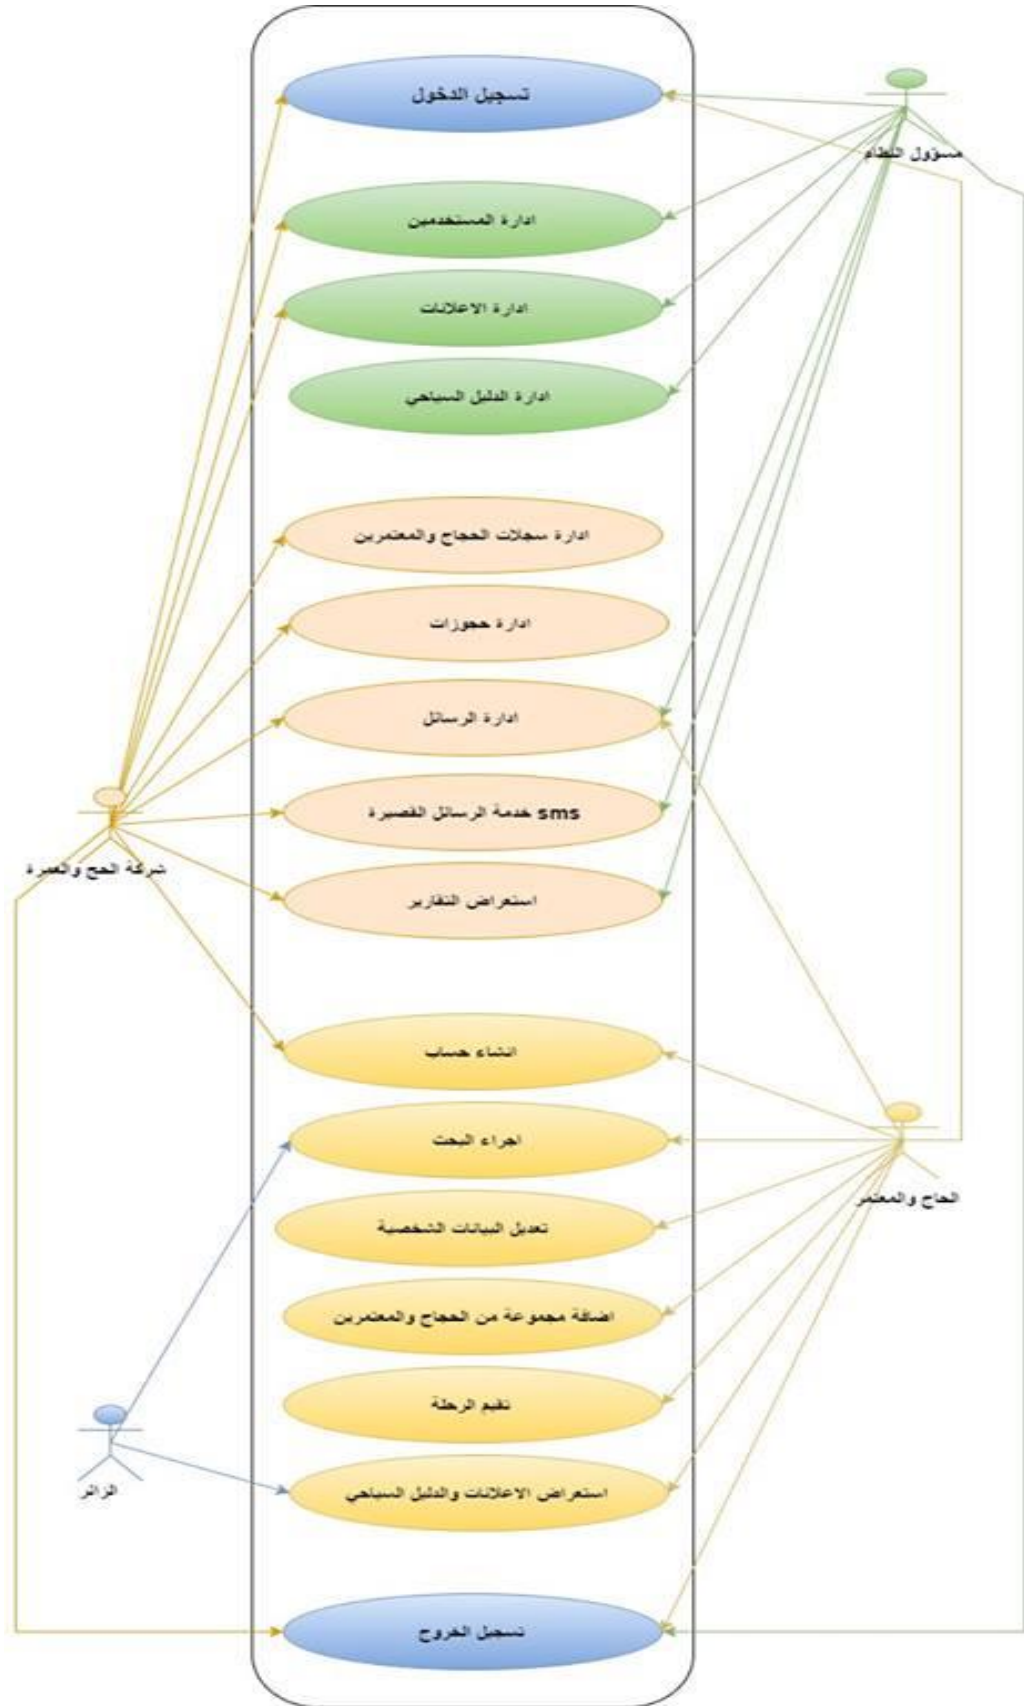 تسجيل الدخول
مسؤول النظام
ادارة المستخدمين
ادارة الاعلانات
ادارة الدليل السياحي
ادارة سجلات الحجاج والمعتمرين
ادارة حجوزات
ادارة الرسائل
sms خدمة الرسائل القصيرة
شركة الحج والعمرة
استعراض التقارير
انشاء حساب
اجراء البحث
الحاج والمعتمر
تعديل البيانات الشخصية
اضافة مجموعة من الحجاج والمعتمرين
تقيم الرحلة
الزائر
استعراض الاعلانات والدليل السياحي
تسجيل الخروج